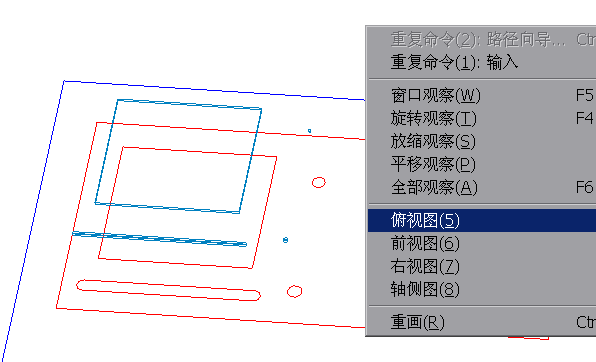 重复命令(2): 路径向导... Ctr
重复命令(1): 输入
窗口观察(W) F5
旋转观察(T) F4
放缩观察(S)
平移观察(P)
全部观察(A) F6
俯视图(5)
前视图(6)
右视图(7)
轴侧图(8)
重画(R) Ctr